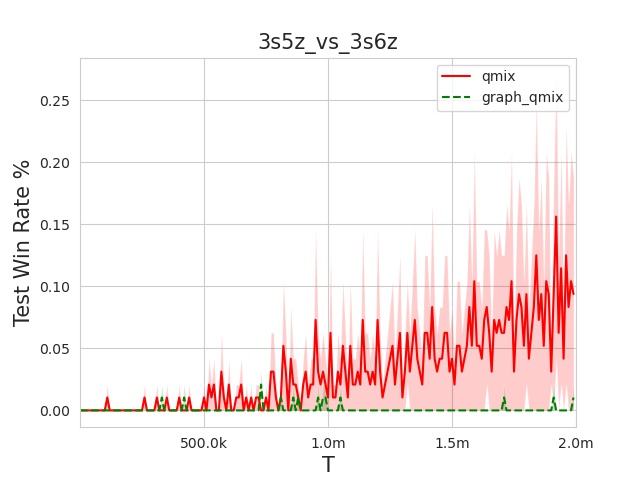 3s5z_vs_3s6z
qmix
graph_qmix
Test Win Rate %
0.25
0.20
0.15
0.10
0.05
0.00
500.0k
1.0m
1.5m
2.0m
T